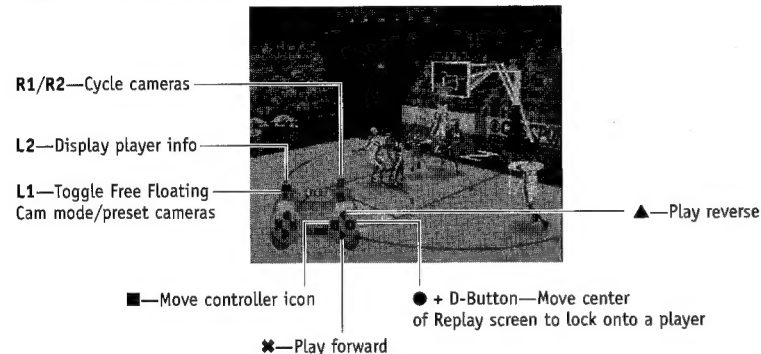 R1/R2—Cycle cameras
L2—Display player info
L1—Toggle Free Floating
Cam mode/preset cameras
▲—Play reverse
■—Move controller icon
● + D-Button—Move center
of Replay screen to lock onto a player
✖—Play forward